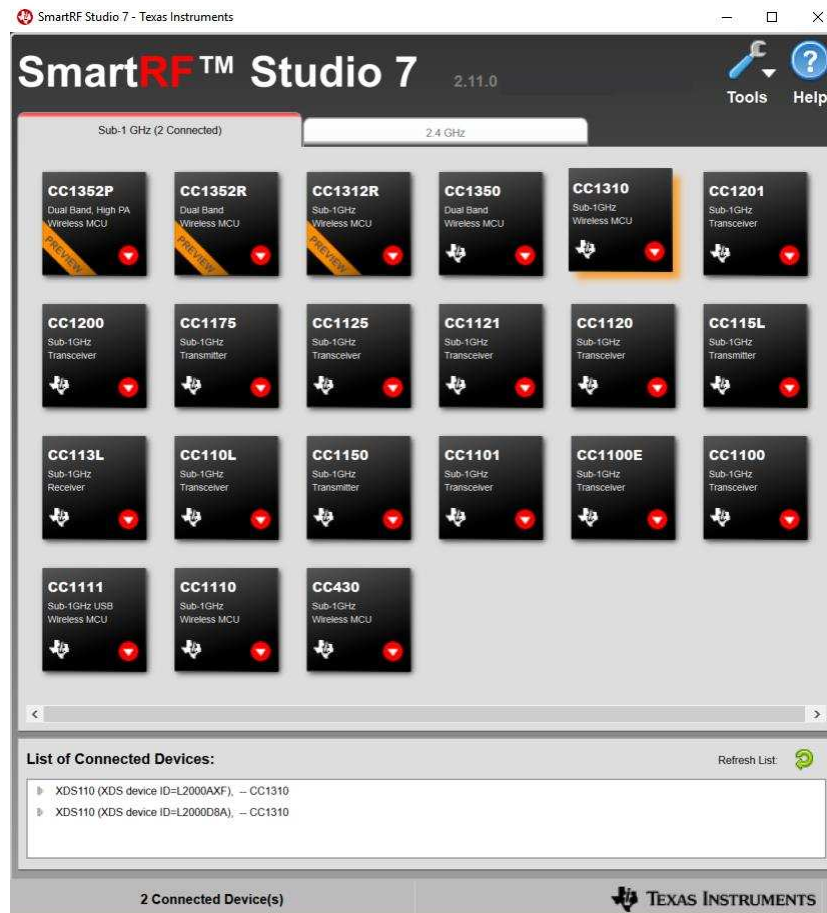 SmartRF Studio 7 - Texas Instruments
SmartRF™ Studio 7 2.11.0
Tools Help
Sub-1 GHz (2 Connected) 2.4 GHz
CC1352P
Dual Band, High PA
Wireless MCU
PREVIEW
CC1352R
Dual Band
Wireless MCU
PREVIEW
CC1312R
Sub-1GHz
Wireless MCU
PREVIEW
CC1350
Dual Band
Wireless MCU
CC1310
Sub-1GHz
Wireless MCU
CC1201
Sub-1GHz
Transceiver
CC1200
Sub-1GHz
Transceiver
CC1175
Sub-1GHz
Transmitter
CC1125
Sub-1GHz
Transceiver
CC1121
Sub-1GHz
Transceiver
CC1120
Sub-1GHz
Transceiver
CC115L
Sub-1GHz
Transmitter
CC113L
Sub-1GHz
Receiver
CC110L
Sub-1GHz
Transceiver
CC1150
Sub-1GHz
Transmitter
CC1101
Sub-1GHz
Transceiver
CC1100E
Sub-1GHz
Transceiver
CC1100
Sub-1GHz
Transceiver
CC1111
Sub-1GHz USB
Wireless MCU
CC1110
Sub-1GHz
Wireless MCU
CC430
Sub-1GHz
Wireless MCU
List of Connected Devices:
Refresh List:
XDS110 (XDS device ID=L2000AXF), -- CC1310
XDS110 (XDS device ID=L2000D8A), -- CC1310
2 Connected Device(s)
TEXAS INSTRUMENTS